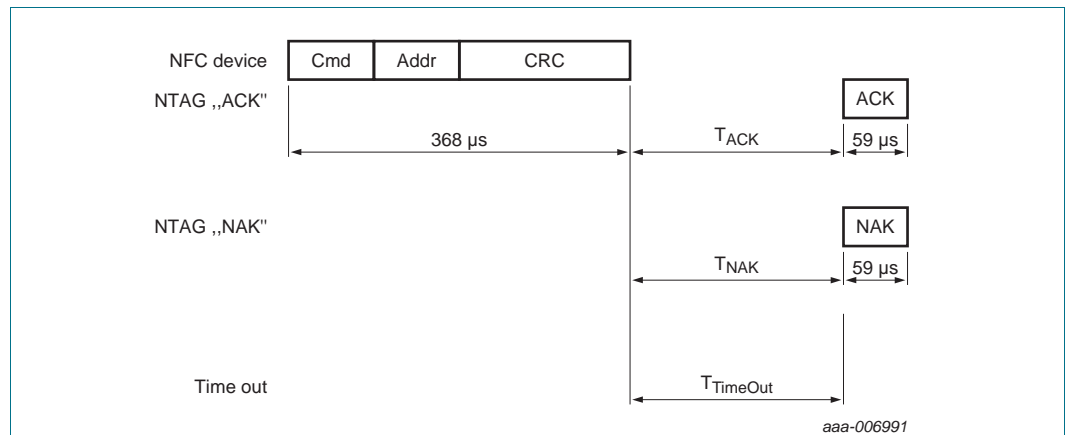 NFC device Cmd Addr CRC
NTAG ,,ACK" ACK
368 µs TACK 59 µs
NTAG ,,NAK" NAK
TNAK 59 µs
Time out TTimeOut
aaa-006991